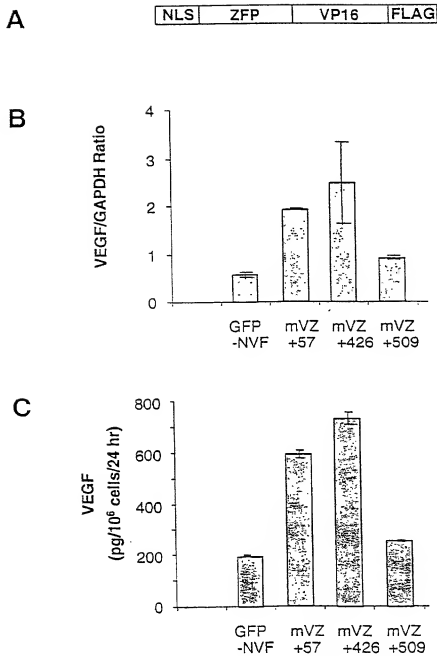 A
NLS ZFP VP16 FLAG
B
VEGF/GAPDH Ratio
4
3
2
1
0
GFP mVZ mVZ mVZ
-NVF +57 +426 +509
C
VEGF
(pg/10⁶ cells/24 hr)
800
600
400
200
0
GFP mVZ mVZ mVZ
-NVF +57 +426 +509